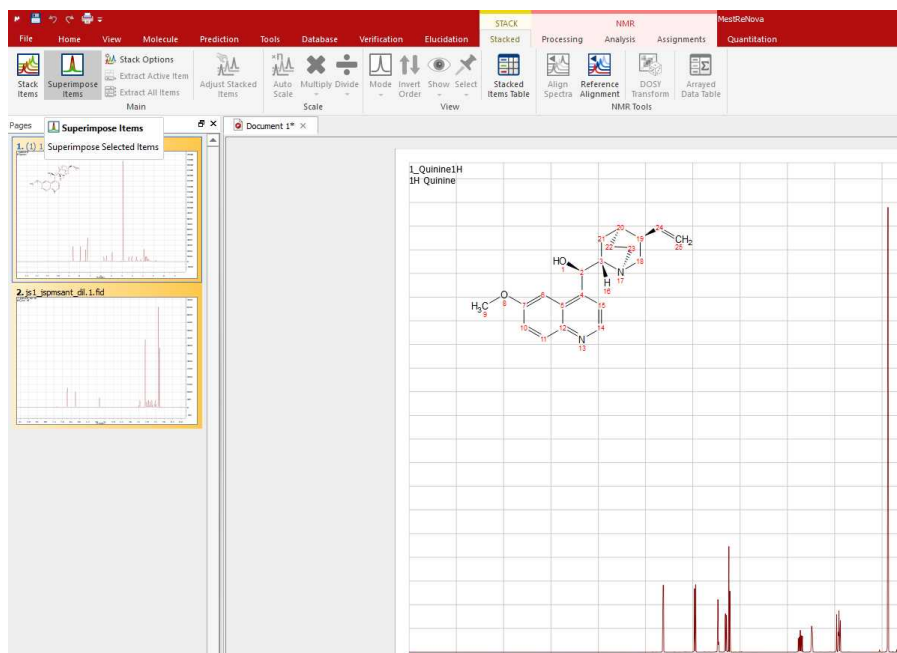 STACK NMR MestReNova
File Home View Molecule Prediction Tools Database Verification Elucidation Stacked Processing Analysis Assignments Quantitation
Stack Items
Superimpose Items
Stack Options
Extract Active Item
Extract All Items
Adjust Stacked Items
Auto Scale
Multiply Divide
Mode
Invert Order
Show Select
Stacked Items Table
Align Spectra
Reference Alignment
DOSY Transform
Arrayed Data Table
Main Scale View NMR Tools
Pages
Document 1*
Superimpose Items
Superimpose Selected Items
1. (1) 1
2. js1_jspmsant_dil.1.fid
1_Quinine1H
1H Quinine
20
24
21
19
CH2
22
23
25
HO
3
18
1
2
N
H
17
16
4
O
6
15
H3C
7
5
8
9
10
12
14
11
N
13